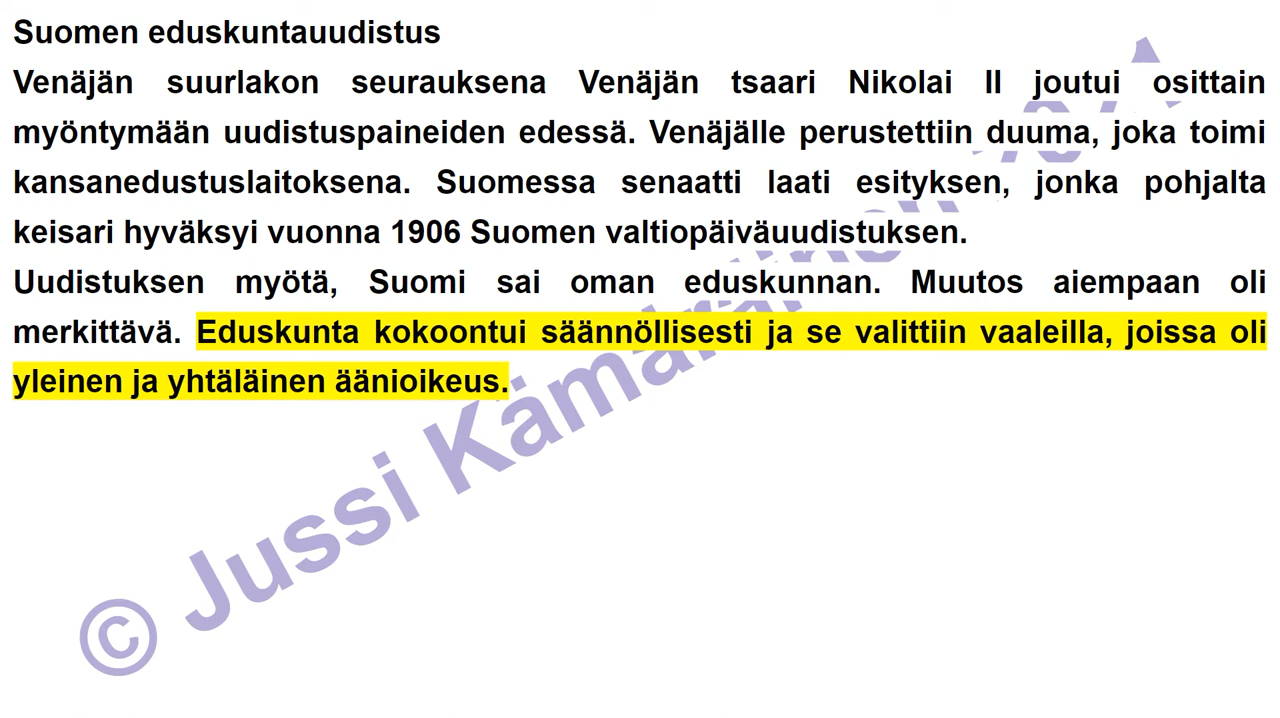 Suomen eduskuntauudistus
Venäjän suurlakon seurauksena Venäjän tsaari Nikolai II joutui osittain
myöntymään uudistuspaineiden edessä. Venäjälle perustettiin duuma, joka toimi
kansanedustuslaitoksena. Suomessa senaatti laati esityksen, jonka pohjalta
keisari hyväksyi vuonna 1906 Suomen valtiopäiväuudistuksen.
Uudistuksen myötä, Suomi sai oman eduskunnan. Muutos aiempaan oli
merkittävä. Eduskunta kokoontui säännöllisesti ja se valittiin vaaleilla, joissa oli
yleinen ja yhtäläinen äänioikeus.
© Jussi Kämäräinen